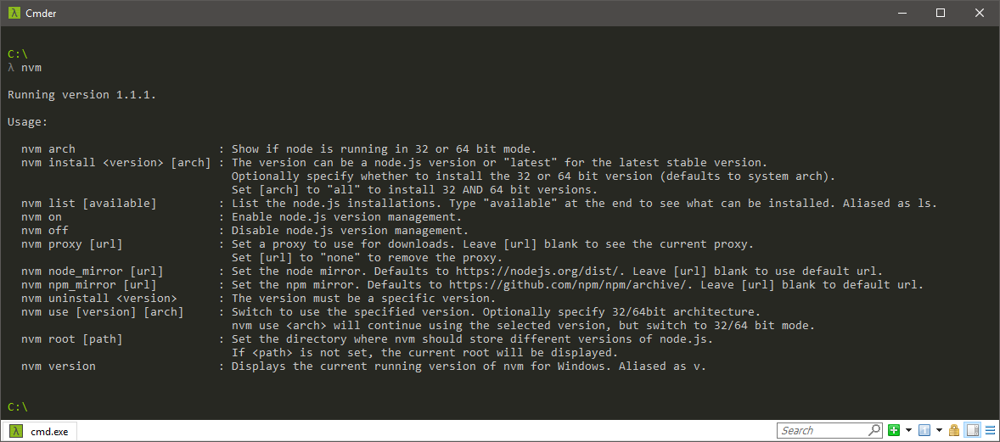 Cmder
C:\
λ nvm
Running version 1.1.1.
Usage:
nvm arch : Show if node is running in 32 or 64 bit mode.
nvm install <version> [arch] : The version can be a node.js version or "latest" for the latest stable version.
Optionally specify whether to install the 32 or 64 bit version (defaults to system arch).
Set [arch] to "all" to install 32 AND 64 bit versions.
nvm list [available] : List the node.js installations. Type "available" at the end to see what can be installed. Aliased as ls.
nvm on : Enable node.js version management.
nvm off : Disable node.js version management.
nvm proxy [url] : Set a proxy to use for downloads. Leave [url] blank to see the current proxy.
Set [url] to "none" to remove the proxy.
nvm node_mirror [url] : Set the node mirror. Defaults to https://nodejs.org/dist/. Leave [url] blank to use default url.
nvm npm_mirror [url] : Set the npm mirror. Defaults to https://github.com/npm/npm/archive/. Leave [url] blank to default url.
nvm uninstall <version> : The version must be a specific version.
nvm use [version] [arch] : Switch to use the specified version. Optionally specify 32/64bit architecture.
nvm use <arch> will continue using the selected version, but switch to 32/64 bit mode.
nvm root [path] : Set the directory where nvm should store different versions of node.js.
If <path> is not set, the current root will be displayed.
nvm version : Displays the current running version of nvm for Windows. Aliased as v.
C:\
λ cmd.exe Search